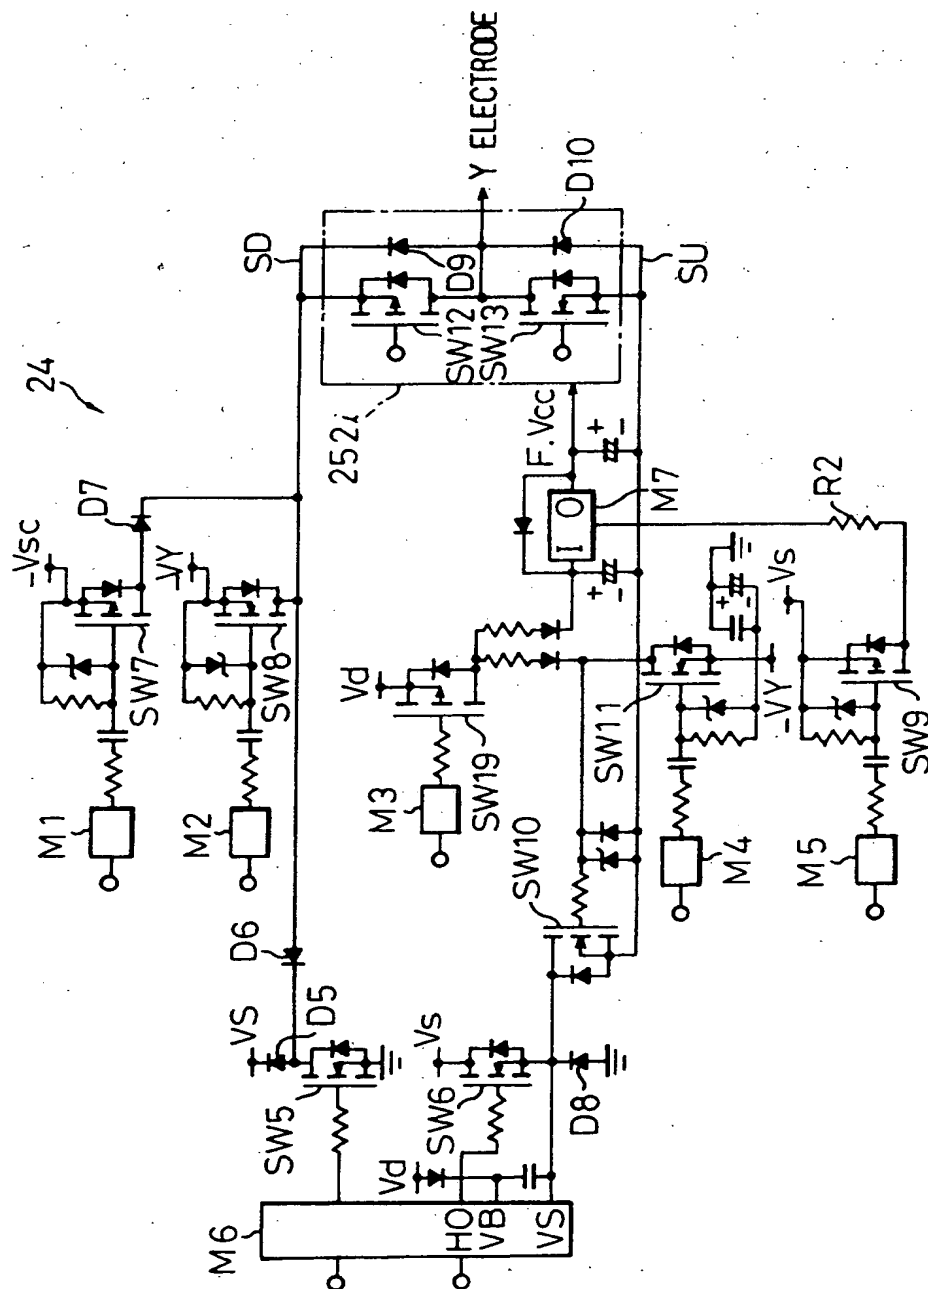 24
-Vsc
D7
SD
Y ELECTRODE
M1
SW7
-VY
M2
SW8
D9
SW12
SW13
D10
252i
SU
D6
VS
D5
SW5
Vd
M3
SW19
F.Vcc
I O
M7
R2
SW10
SW11
-VY
M4
-Vs
M5
SW9
Vs
SW6
D8
Vd
M6
HO
VB
VS